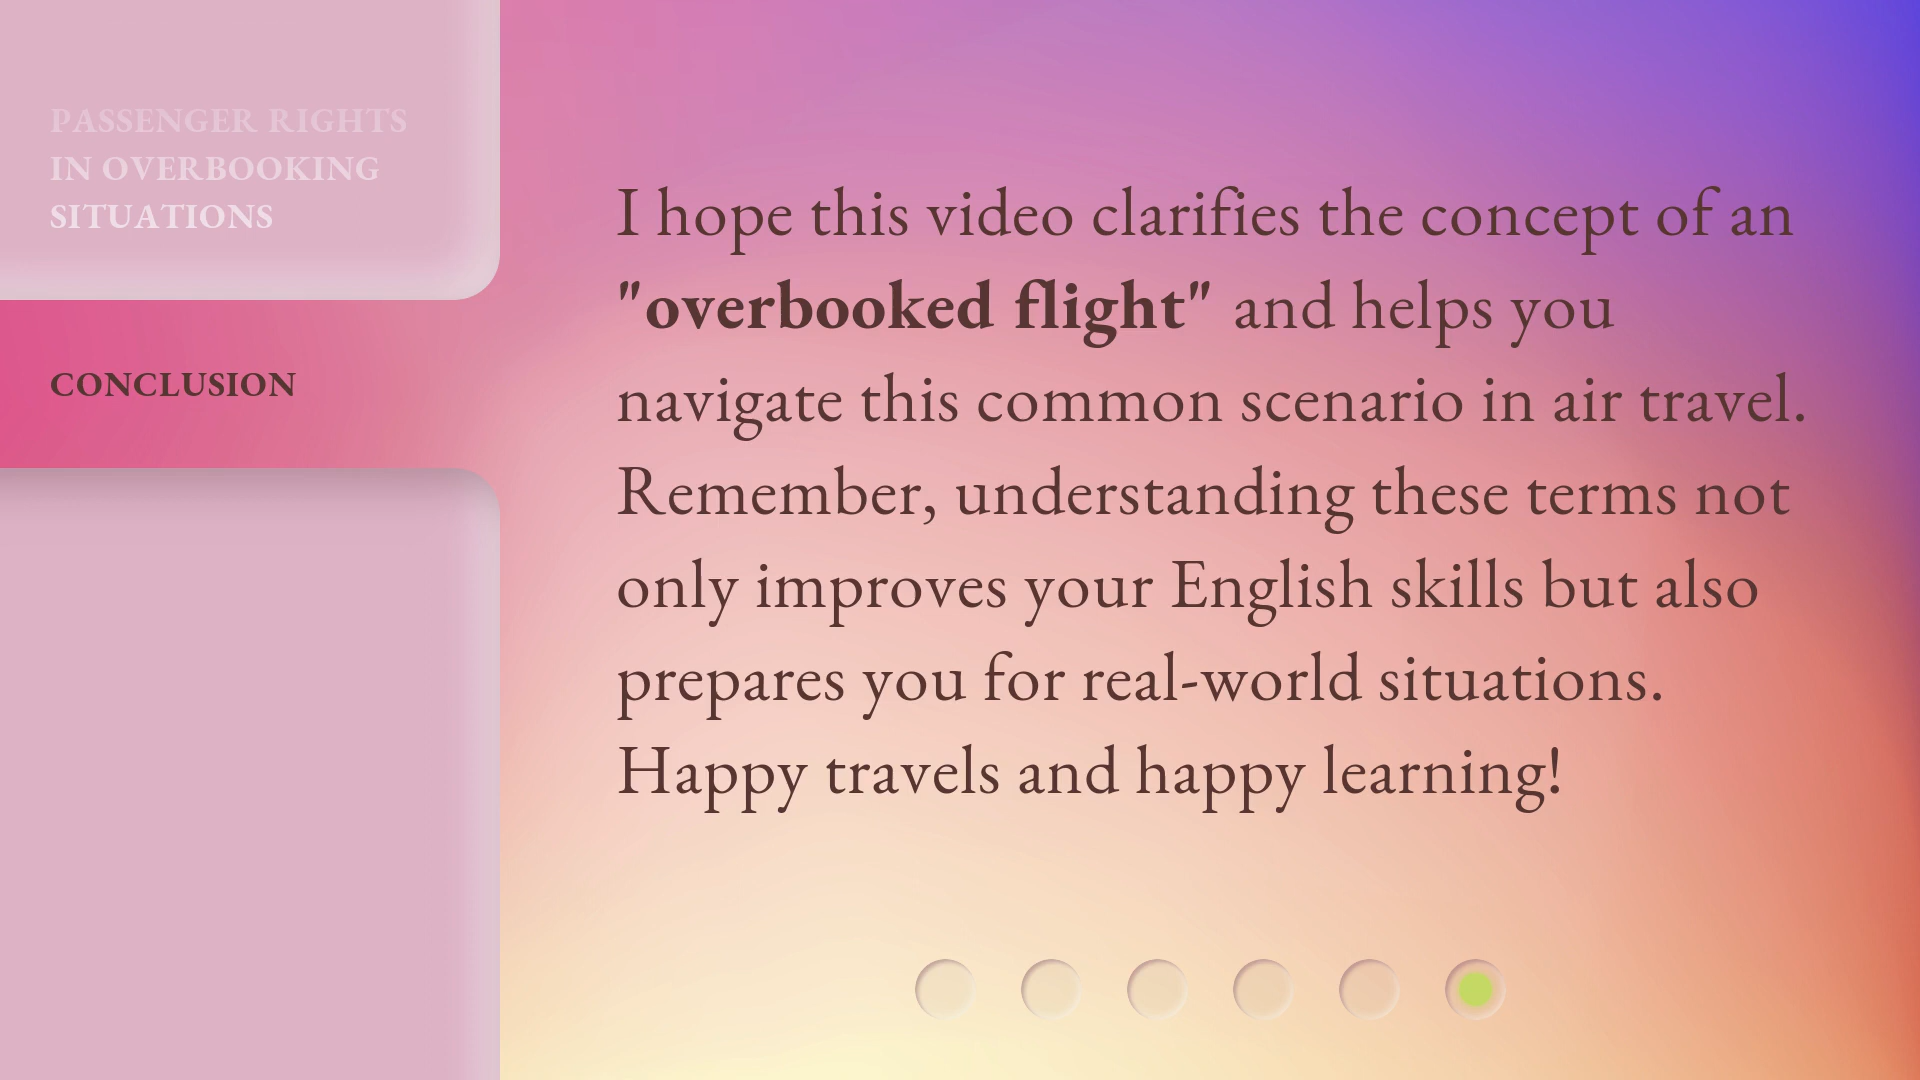 PASSENGER RIGHTS
IN OVERBOOKING
SITUATIONS
CONCLUSION
I hope this video clarifies the concept of an
"overbooked flight" and helps you
navigate this common scenario in air travel.
Remember, understanding these terms not
only improves your English skills but also
prepares you for real-world situations.
Happy travels and happy learning!